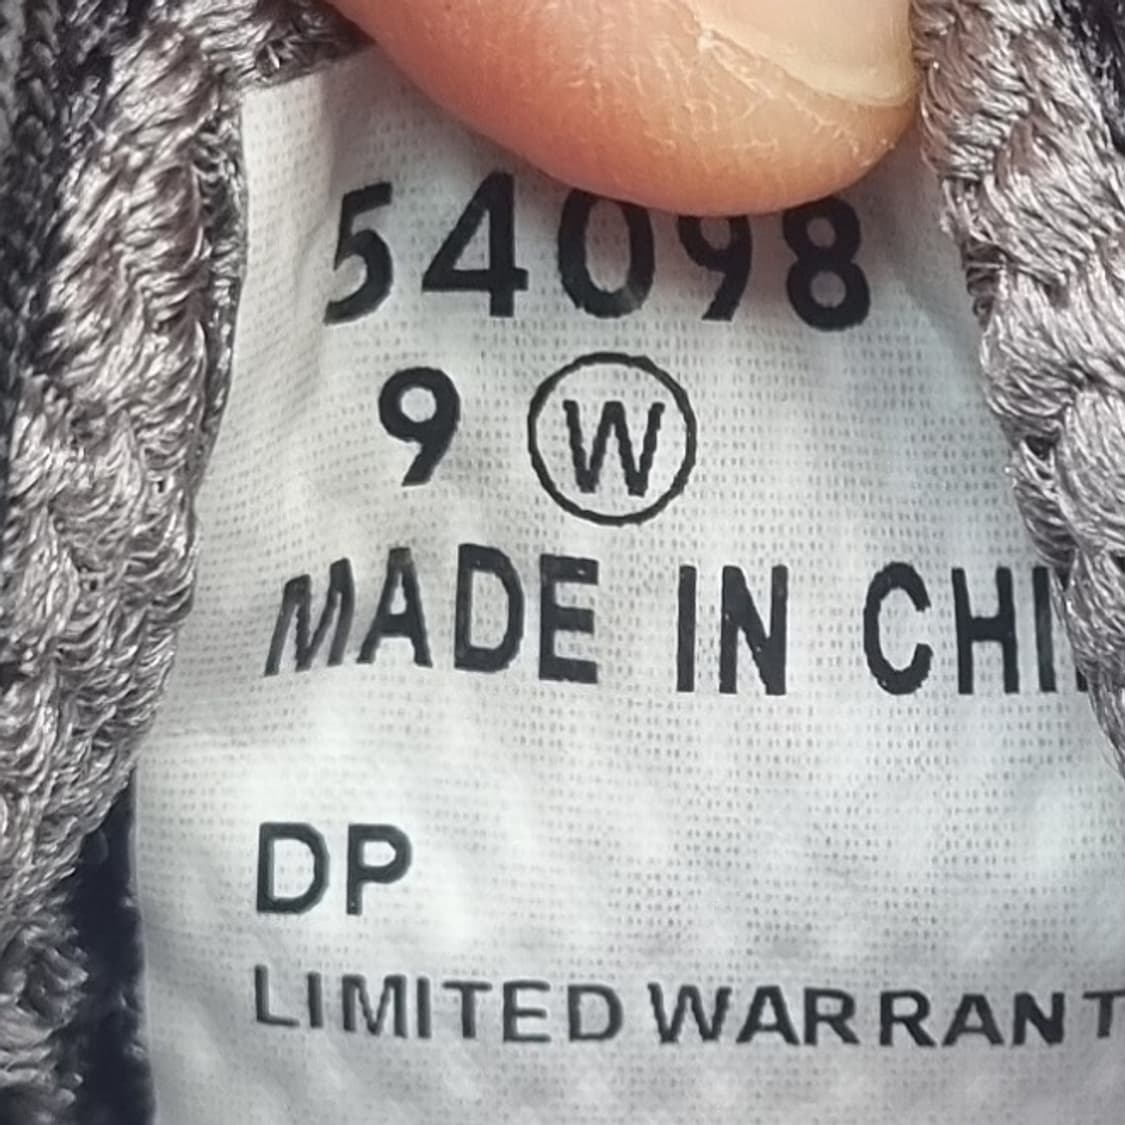 54098
9 W
MADE IN CHI
DP
LIMITED WARRANT